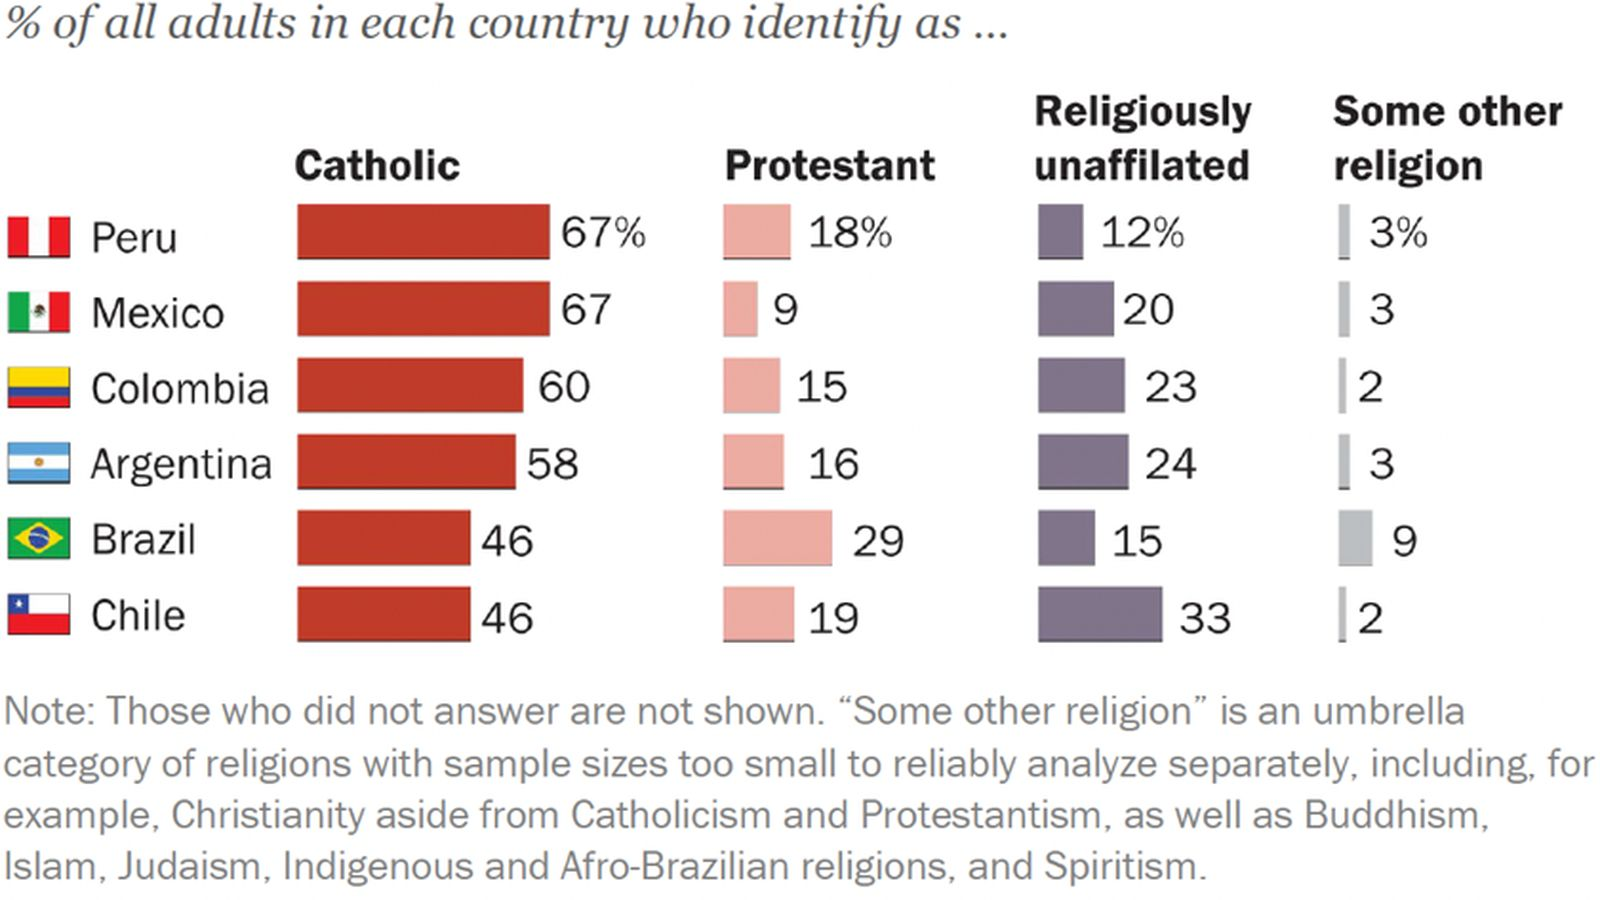 % of all adults in each country who identify as ...
Catholic
Protestant
Religiously
unaffilated
Some other
religion
Peru 67% 18% 12% 3%
Mexico 67 9 20 3
Colombia 60 15 23 2
Argentina 58 16 24 3
Brazil 46 29 15 9
Chile 46 19 33 2
Note: Those who did not answer are not shown. “Some other religion” is an umbrella
category of religions with sample sizes too small to reliably analyze separately, including, for
example, Christianity aside from Catholicism and Protestantism, as well as Buddhism,
Islam, Judaism, Indigenous and Afro-Brazilian religions, and Spiritism.